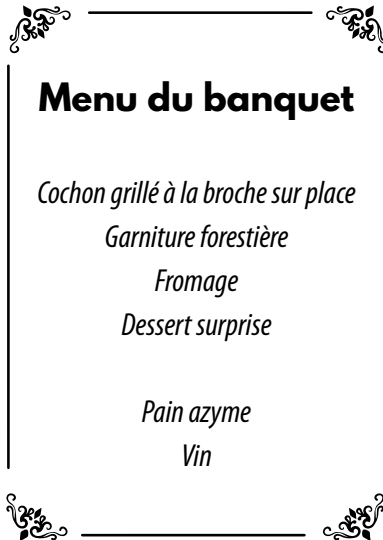 Menu du banquet
Cochon grillé à la broche sur place
Garniture forestière
Fromage
Dessert surprise
Pain azyme
Vin